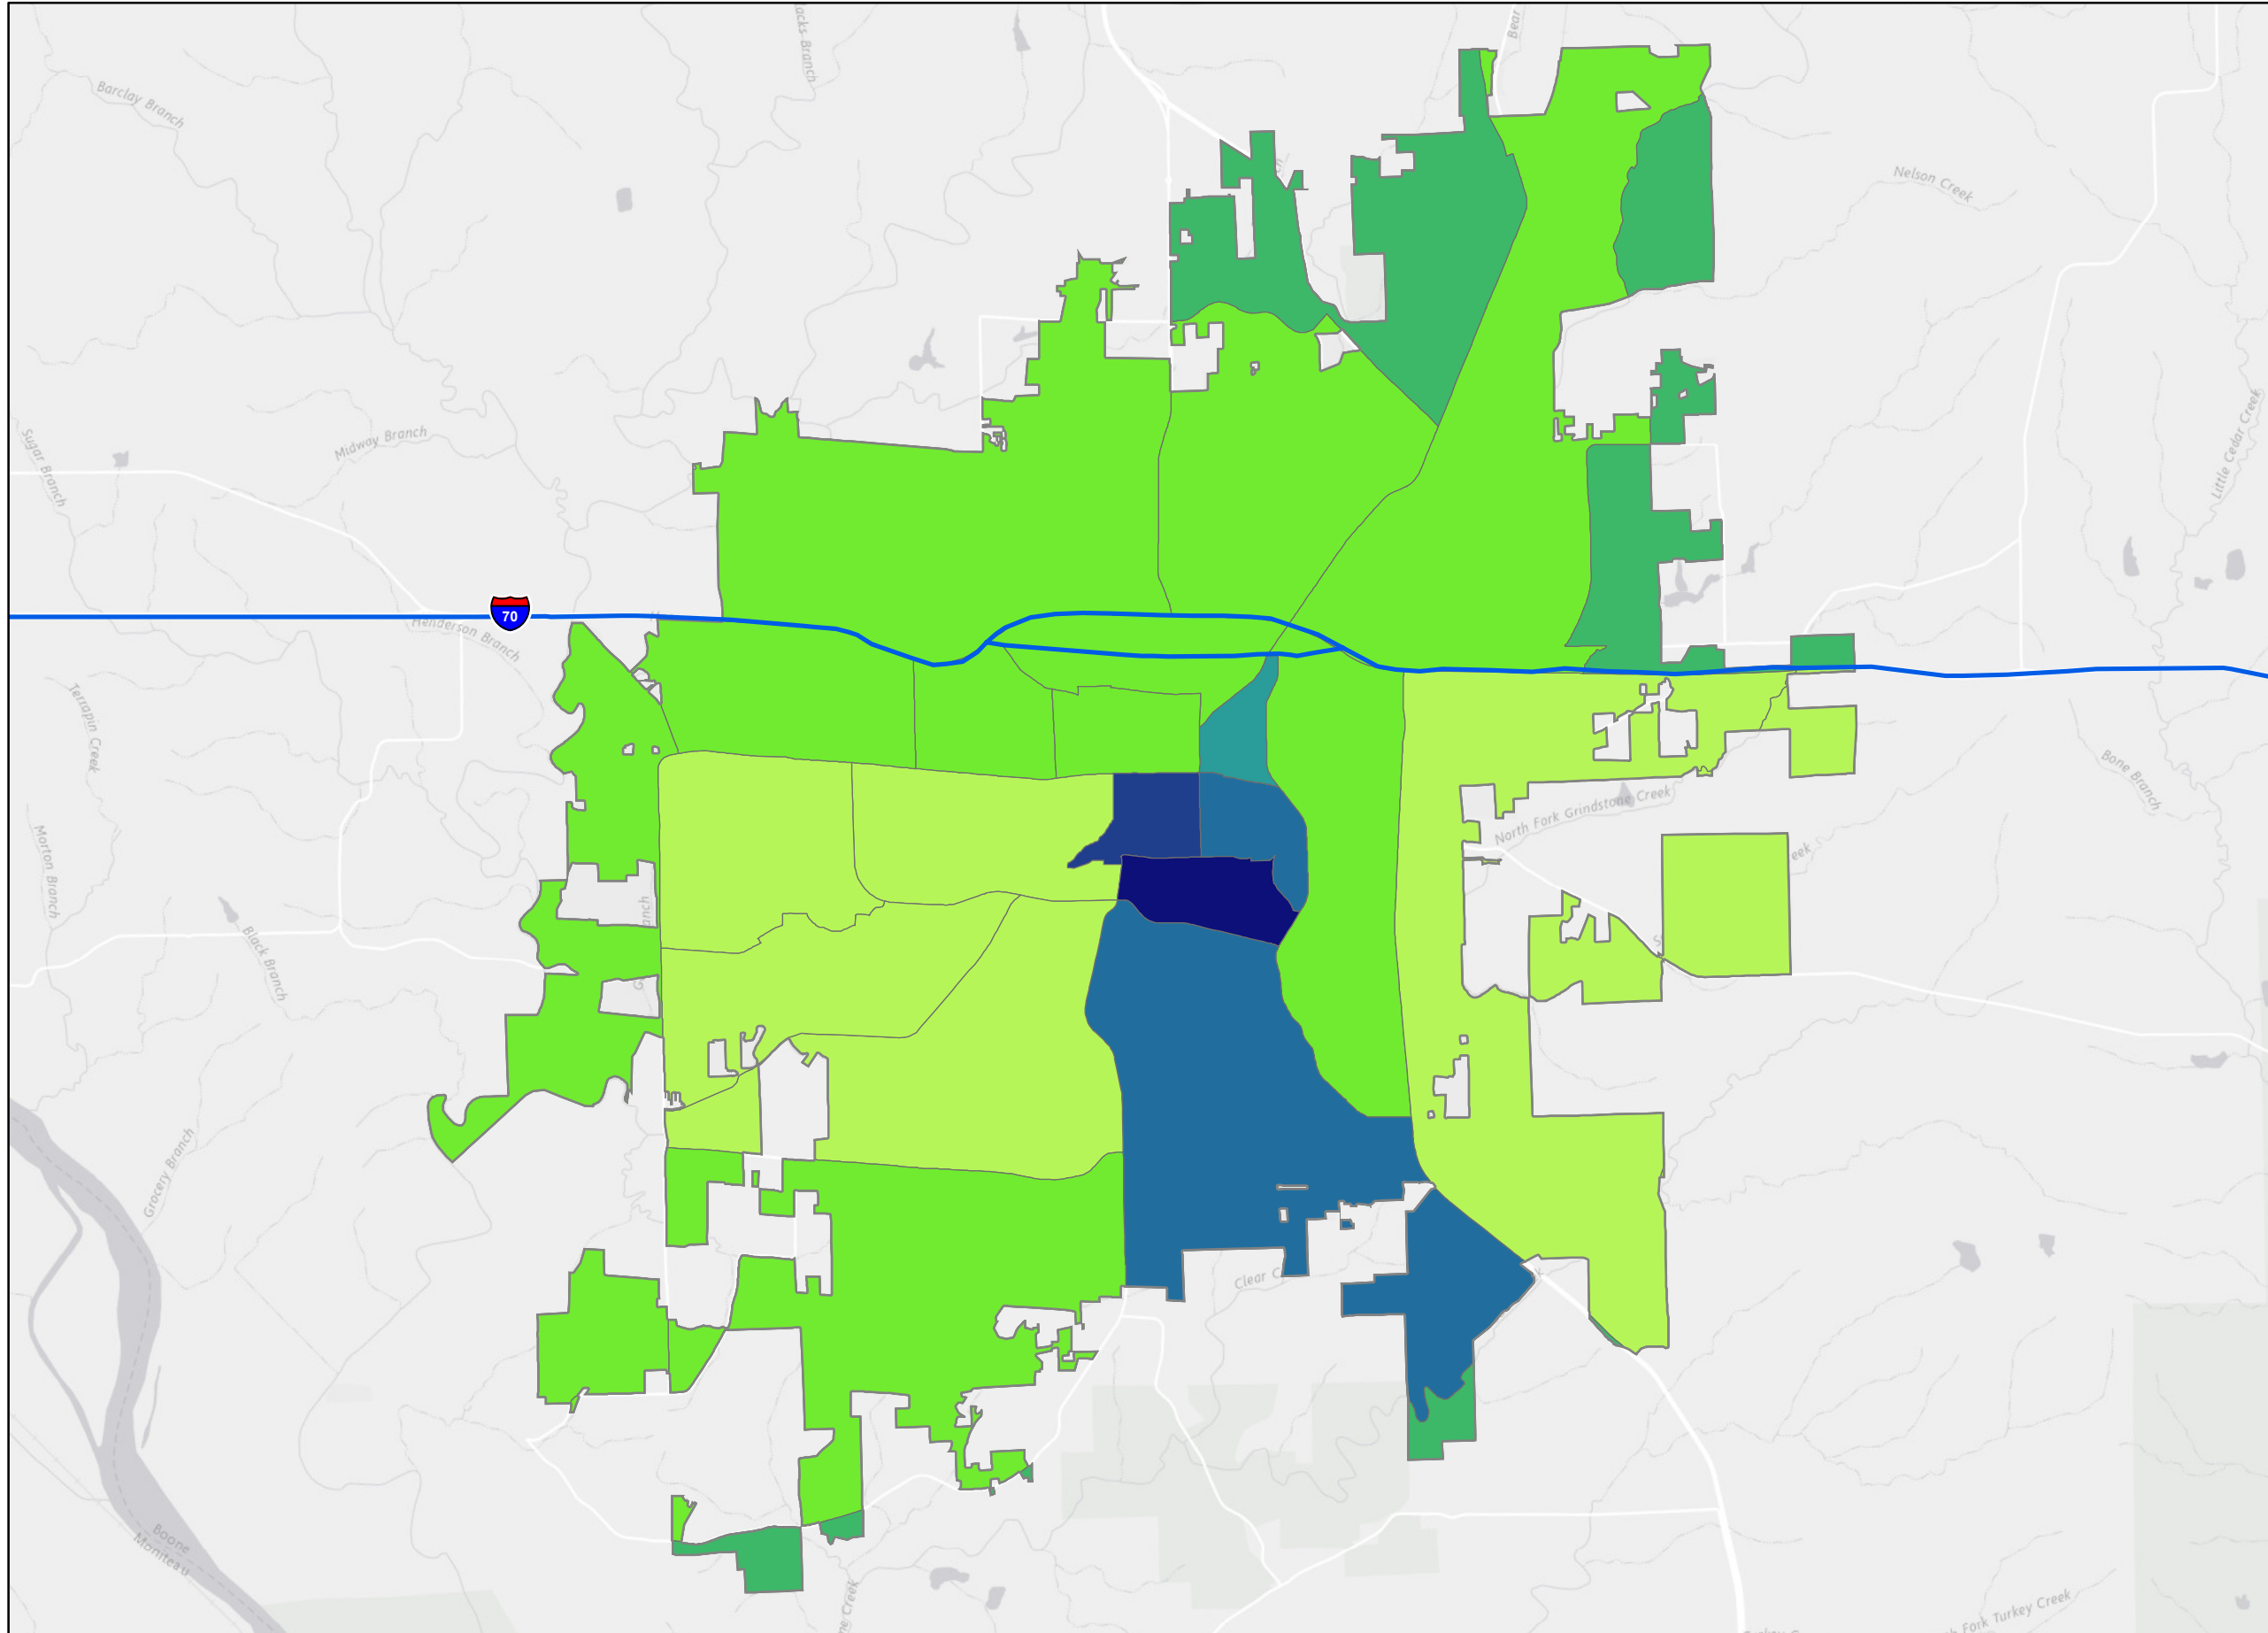 Barclay Branch
Nelson Creek
Sugar Branch
Midway Branch
Little Cedar Creek
70
Henderson Branch
Terrapin Creek
Bone Branch
North Fork Grindstone Creek
Morton Branch
Black Branch
Grocery Branch
Boone
Moniteau
Fork Turkey Creek